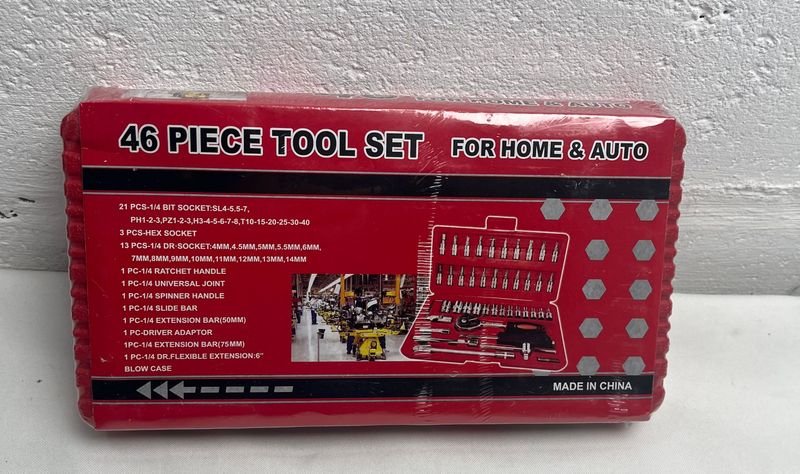 HOME & AUTO
46 PIECE TOOL SET FOR HOME & AUTO
21 PCS-1/4 BIT SOCKET:SL4-5.5-7,
PH1-2-3,PZ1-2-3,H3-4-5-6-7-8,T10-15-20-25-30-40
3 PCS-HEX SOCKET
13 PCS-1/4 DR·SOCKET:4MM,4.5MM,5MM,5.5MM,6MM,
7MM,8MM,9MM,10MM,11MM,12MM,13MM,14MM
1 PC-1/4 RATCHET HANDLE
1 PC-1/4 UNIVERSAL JOINT
1 PC-1/4 SPINNER HANDLE
1 PC-1/4 SLIDE BAR
1 PC-1/4 EXTENSION BAR(50MM)
1 PC-DRIVER ADAPTOR
1PC-1/4 EXTENSION BAR(75MM)
1 PC-1/4 DR.FLEXIBLE EXTENSION:6"
BLOW CASE
MADE IN CHINA